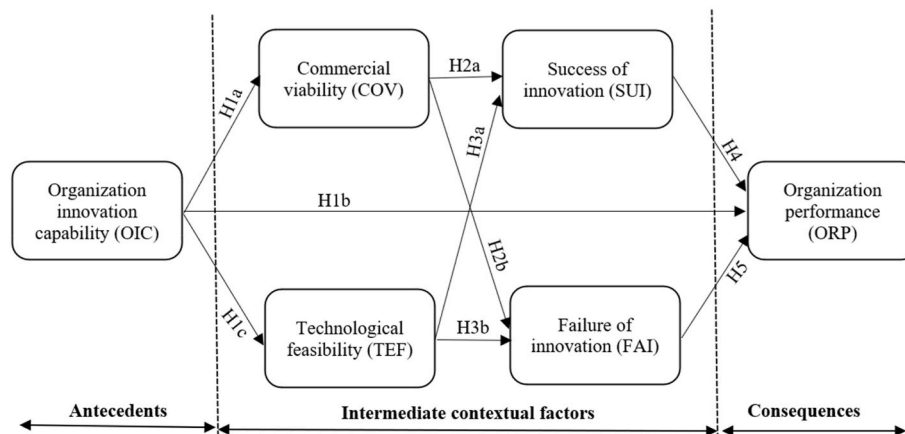 Commercial
viability (COV)
H2a
Success of
innovation (SUI)
H1a
H3a
H4
Organization
innovation
capability (OIC)
H1b
Organization
performance
(ORP)
H2b
H1c
H5
Technological
feasibility (TEF)
H3b
Failure of
innovation (FAI)
Antecedents
Intermediate contextual factors
Consequences